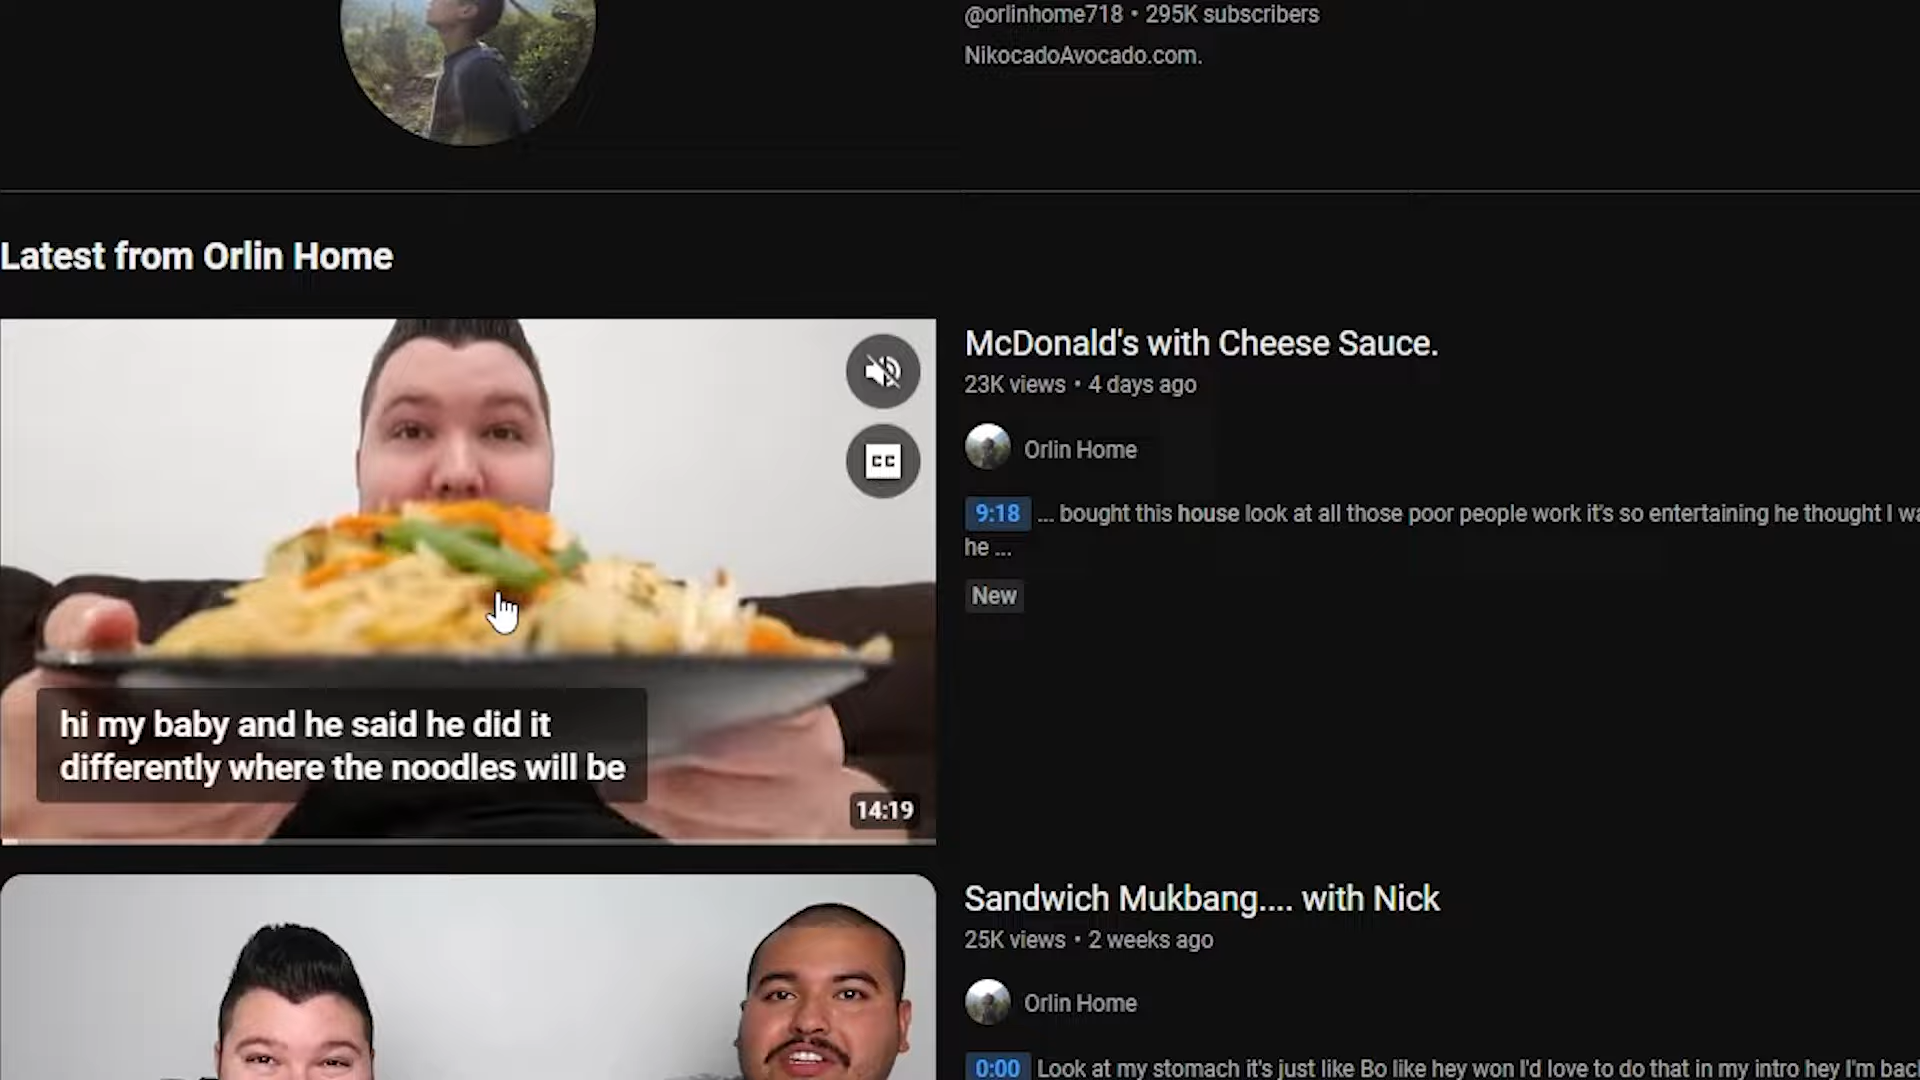 @orlinhome718 • 295K subscribers
NikocadoAvocado.com.
Latest from Orlin Home
McDonald's with Cheese Sauce.
23K views • 4 days ago
Orlin Home
9:18 ... bought this house look at all those poor people work it's so entertaining he thought I
he ...
New
CC
hi my baby and he said he did it
differently where the noodles will be
14:19
Sandwich Mukbang.... with Nick
25K views • 2 weeks ago
Orlin Home
0:00 Look at my stomach it's just like Bo like hey won I'd love to do that in my intro hey I'm